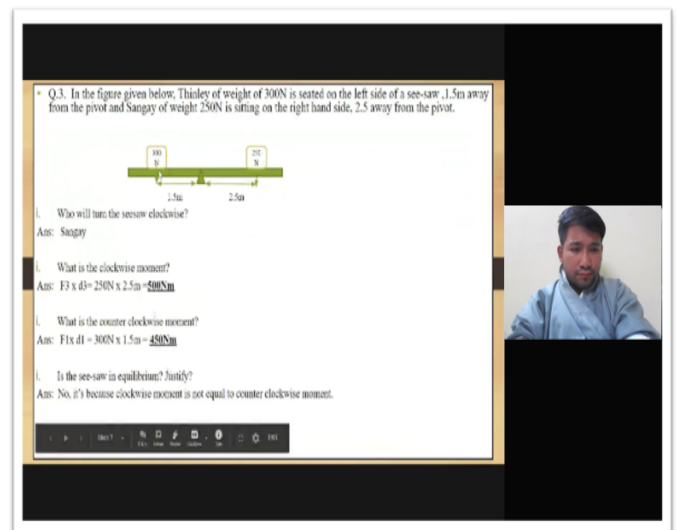 Q.3. In the figure given below, Thinley of weight of 300N is seated on the left side of a see-saw ,1.5m away
from the pivot and Sangay of weight 250N is sitting on the right hand side, 2.5 away from the pivot.
300
N
N
1.5m
2.5m
i. Who will turn the seesaw clockwise?
Ans: Sangay
i. What is the clockwise moment?
Ans: F3 x d3= 250N x 2.5m =500Nm
i. What is the counter clockwise moment?
Ans: F1x d1 = 300N x 1.5m = 450Nm
i. Is the see-saw in equilibrium? Justify?
Ans: No, it's because clockwise moment is not equal to counter clockwise moment.